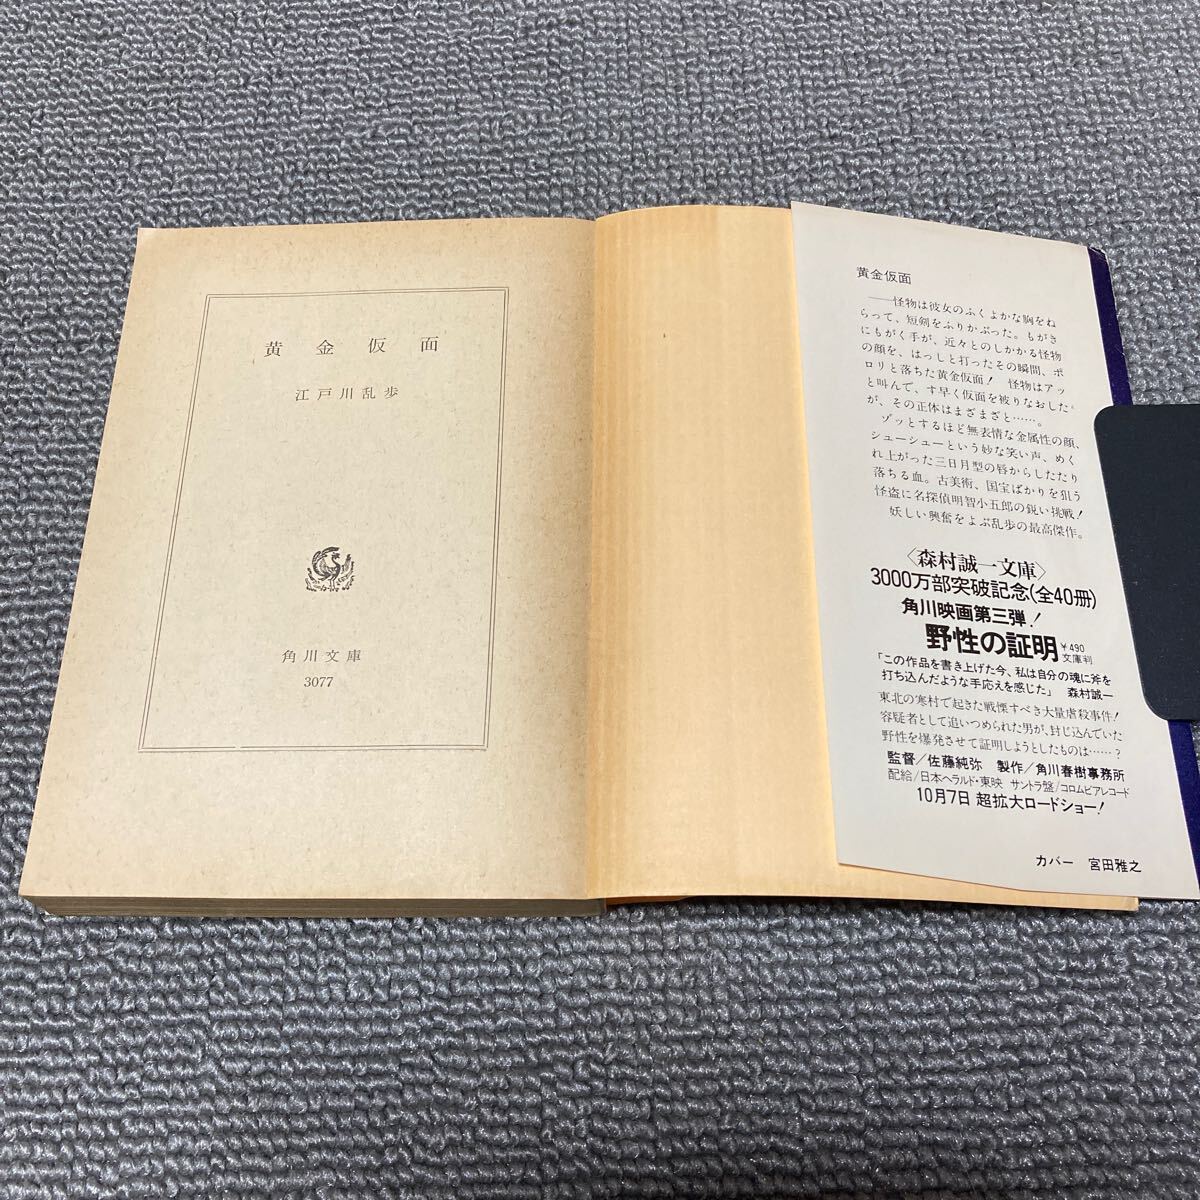 黄金仮面
江戸川乱歩
角川文庫
3077
黄金仮面
――怪物は彼女のふくよかな胸をね
らって、短剣をふりかぶった。もがき
にもがく手が、近々とのしかかる怪物
の顔を、はっしと打ったその瞬間、ポ
ロリと落ちた黄金仮面！ 怪物はアッ
と叫んで、す早く仮面を被りなおした
が、その正体はまざまざと……。
ゾッとするほど無表情な金属性の顔、
シューシューという妙な笑い声、めく
れ上がった三日月型の唇からしたたり
落ちる血。古美術、国宝ばかりを狙う
怪盗に名探偵明智小五郎の鋭い挑戦！
妖しい興奮をよぶ乱歩の最高傑作。
〈森村誠一文庫〉
3000万部突破記念(全40冊)
角川映画第三弾！
野性の証明 ¥490
文庫判
「この作品を書き上げた今、私は自分の魂に斧を
打ち込んだような手応えを感じた」 森村誠一
東北の寒村で起きた戦慄すべき大量虐殺事件！
容疑者として追いつめられた男が、封じ込んでいた
野性を爆発させて証明しようとしたものは……？
監督／佐藤純弥 製作／角川春樹事務所
配給／日本ヘラルド・東映 サントラ盤／コロムビアレコード
10月7日 超拡大ロードショー！
カバー 宮田雅之